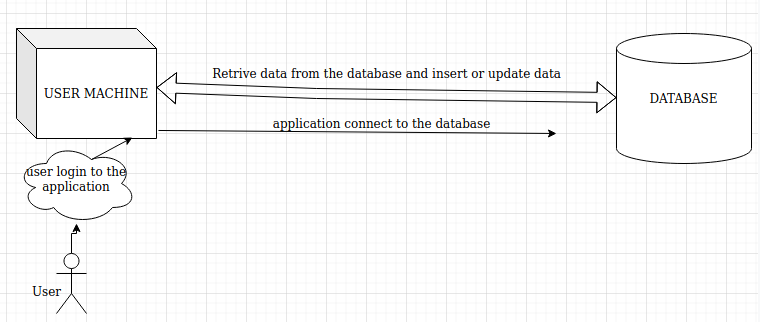 Retrive data from the database and insert or update data
USER MACHINE
DATABASE
application connect to the database
user login to the
application
User